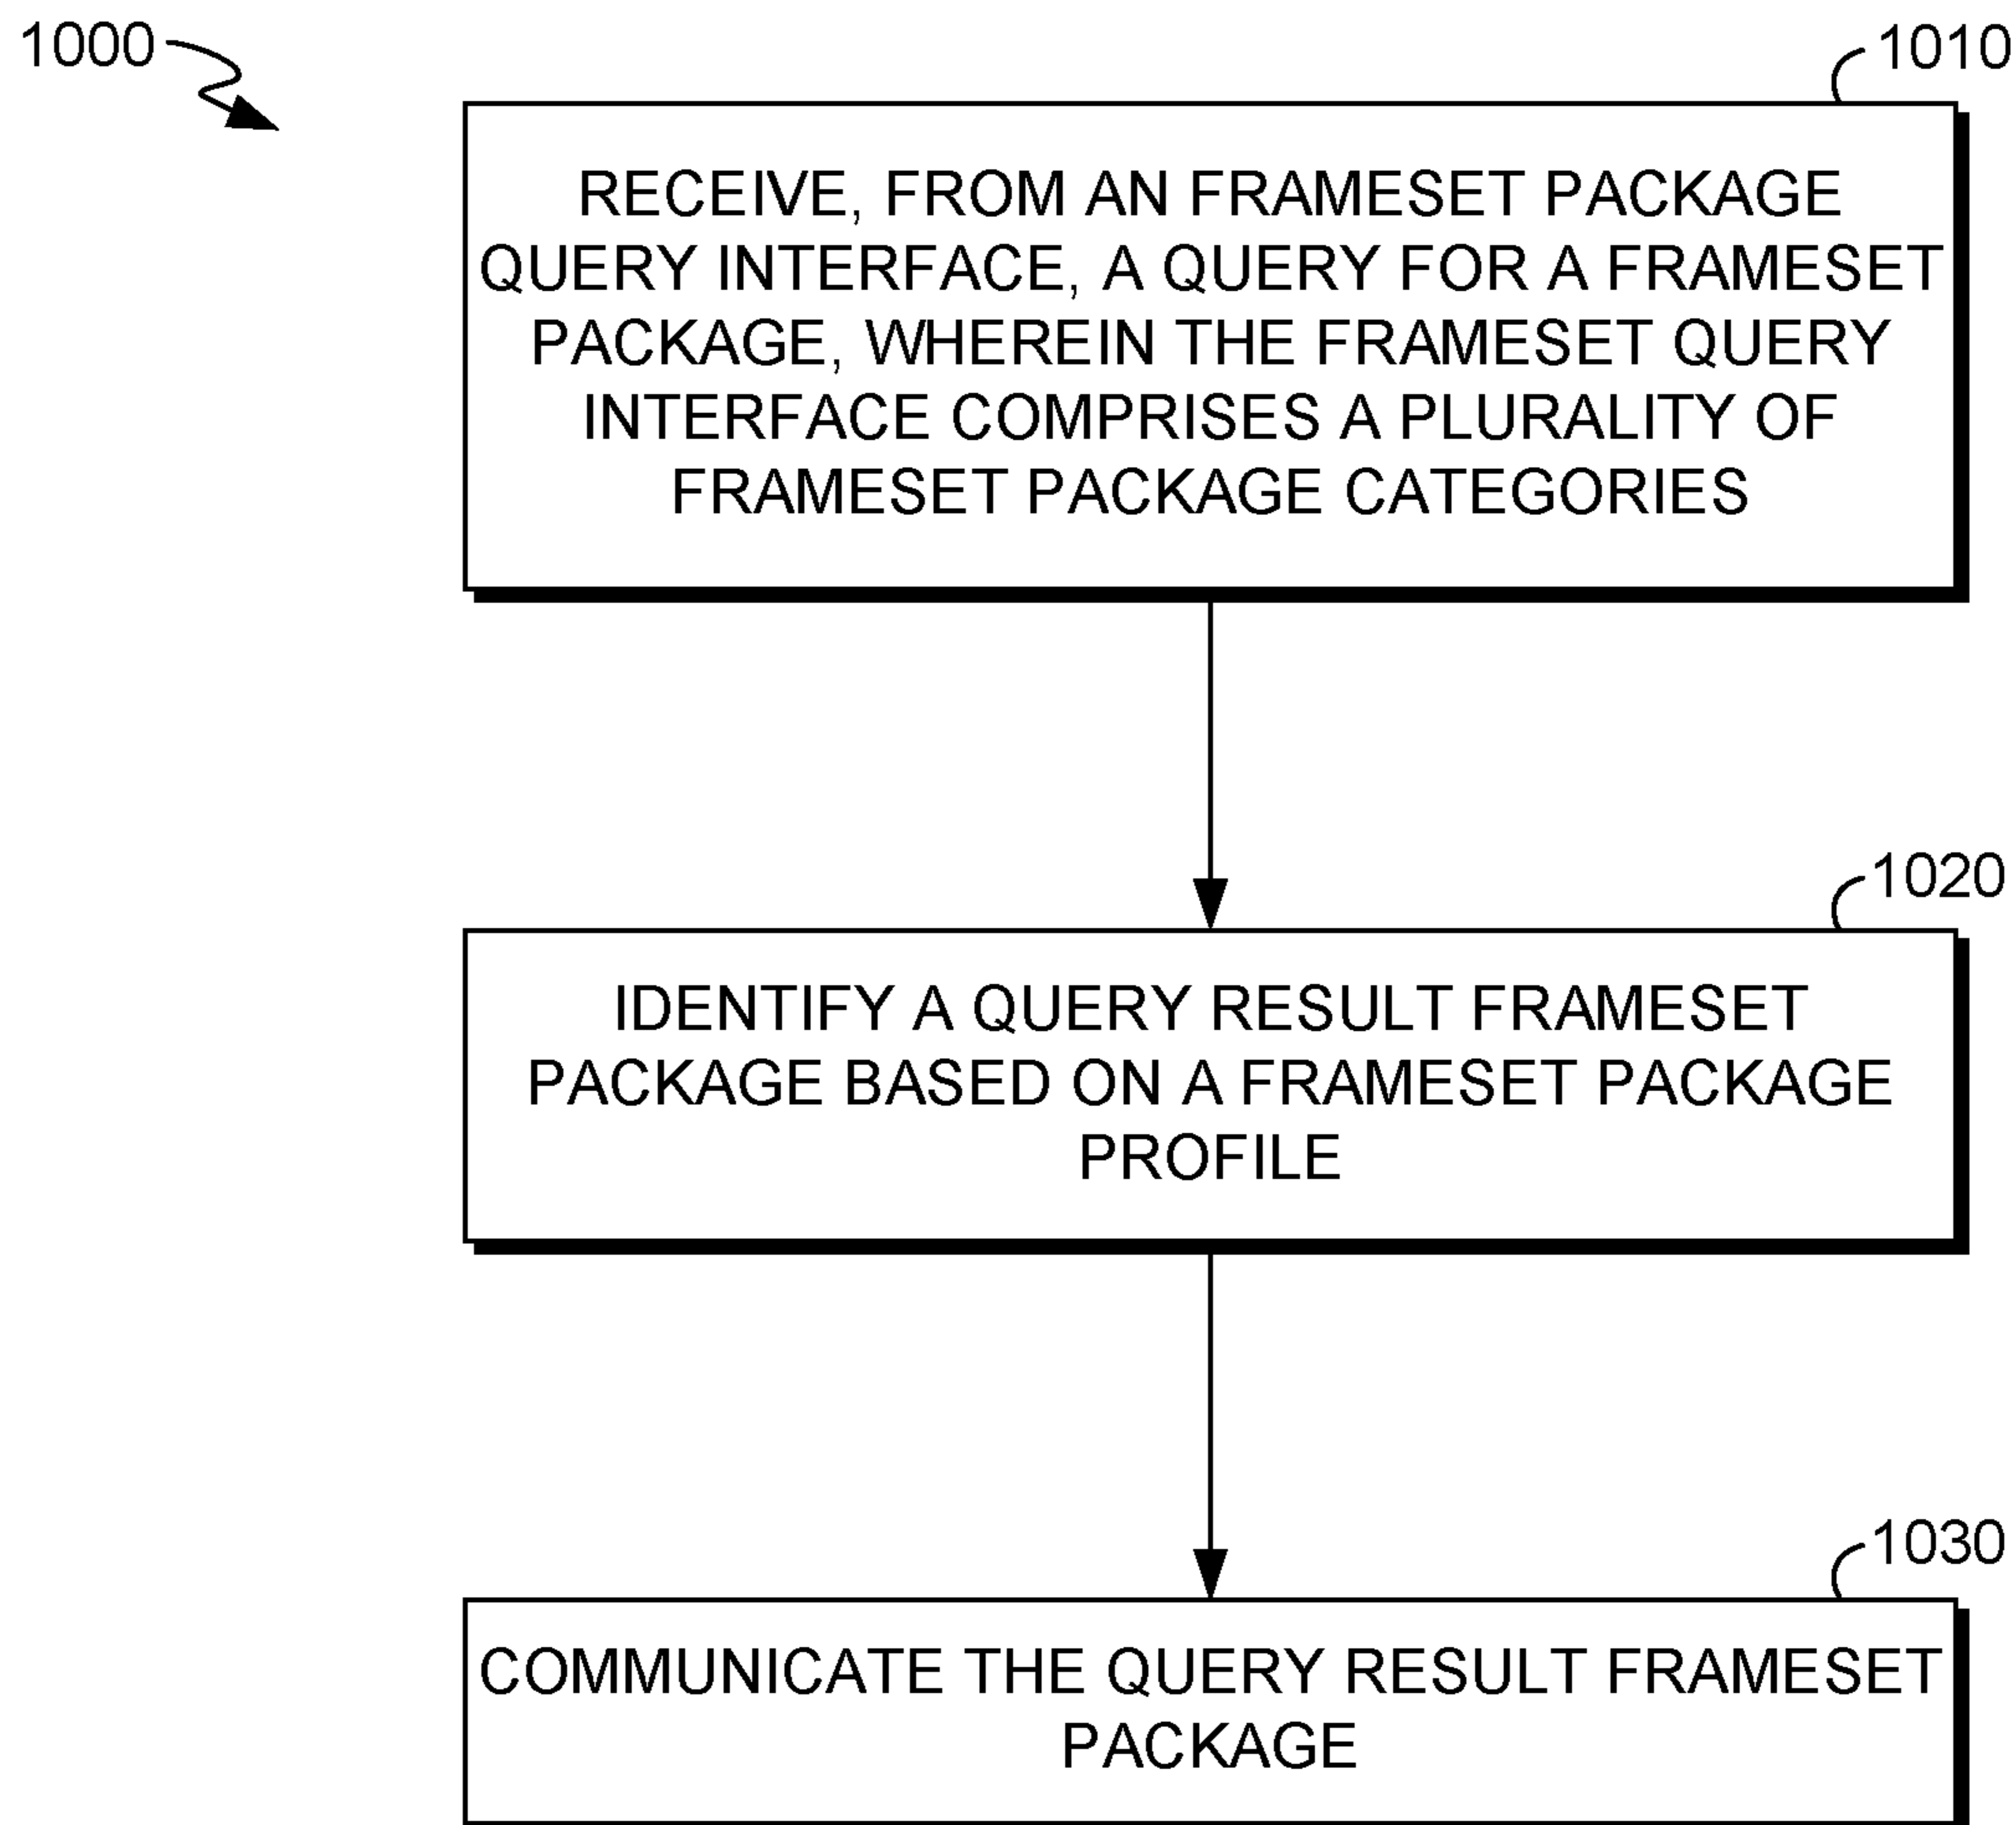 1000
1010
RECEIVE, FROM AN FRAMESET PACKAGE
QUERY INTERFACE, A QUERY FOR A FRAMESET
PACKAGE, WHEREIN THE FRAMESET QUERY
INTERFACE COMPRISES A PLURALITY OF
FRAMESET PACKAGE CATEGORIES
1020
IDENTIFY A QUERY RESULT FRAMESET
PACKAGE BASED ON A FRAMESET PACKAGE
PROFILE
1030
COMMUNICATE THE QUERY RESULT FRAMESET
PACKAGE